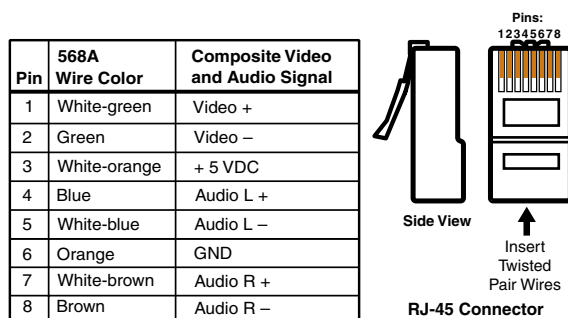 Pin 568A Wire Color Composite Video and Audio Signal
1 White-green Video +
2 Green Video –
3 White-orange + 5 VDC
4 Blue Audio L +
5 White-blue Audio L –
6 Orange GND
7 White-brown Audio R +
8 Brown Audio R –
Pins:
12345678
Side View
Insert
Twisted
Pair Wires
RJ-45 Connector